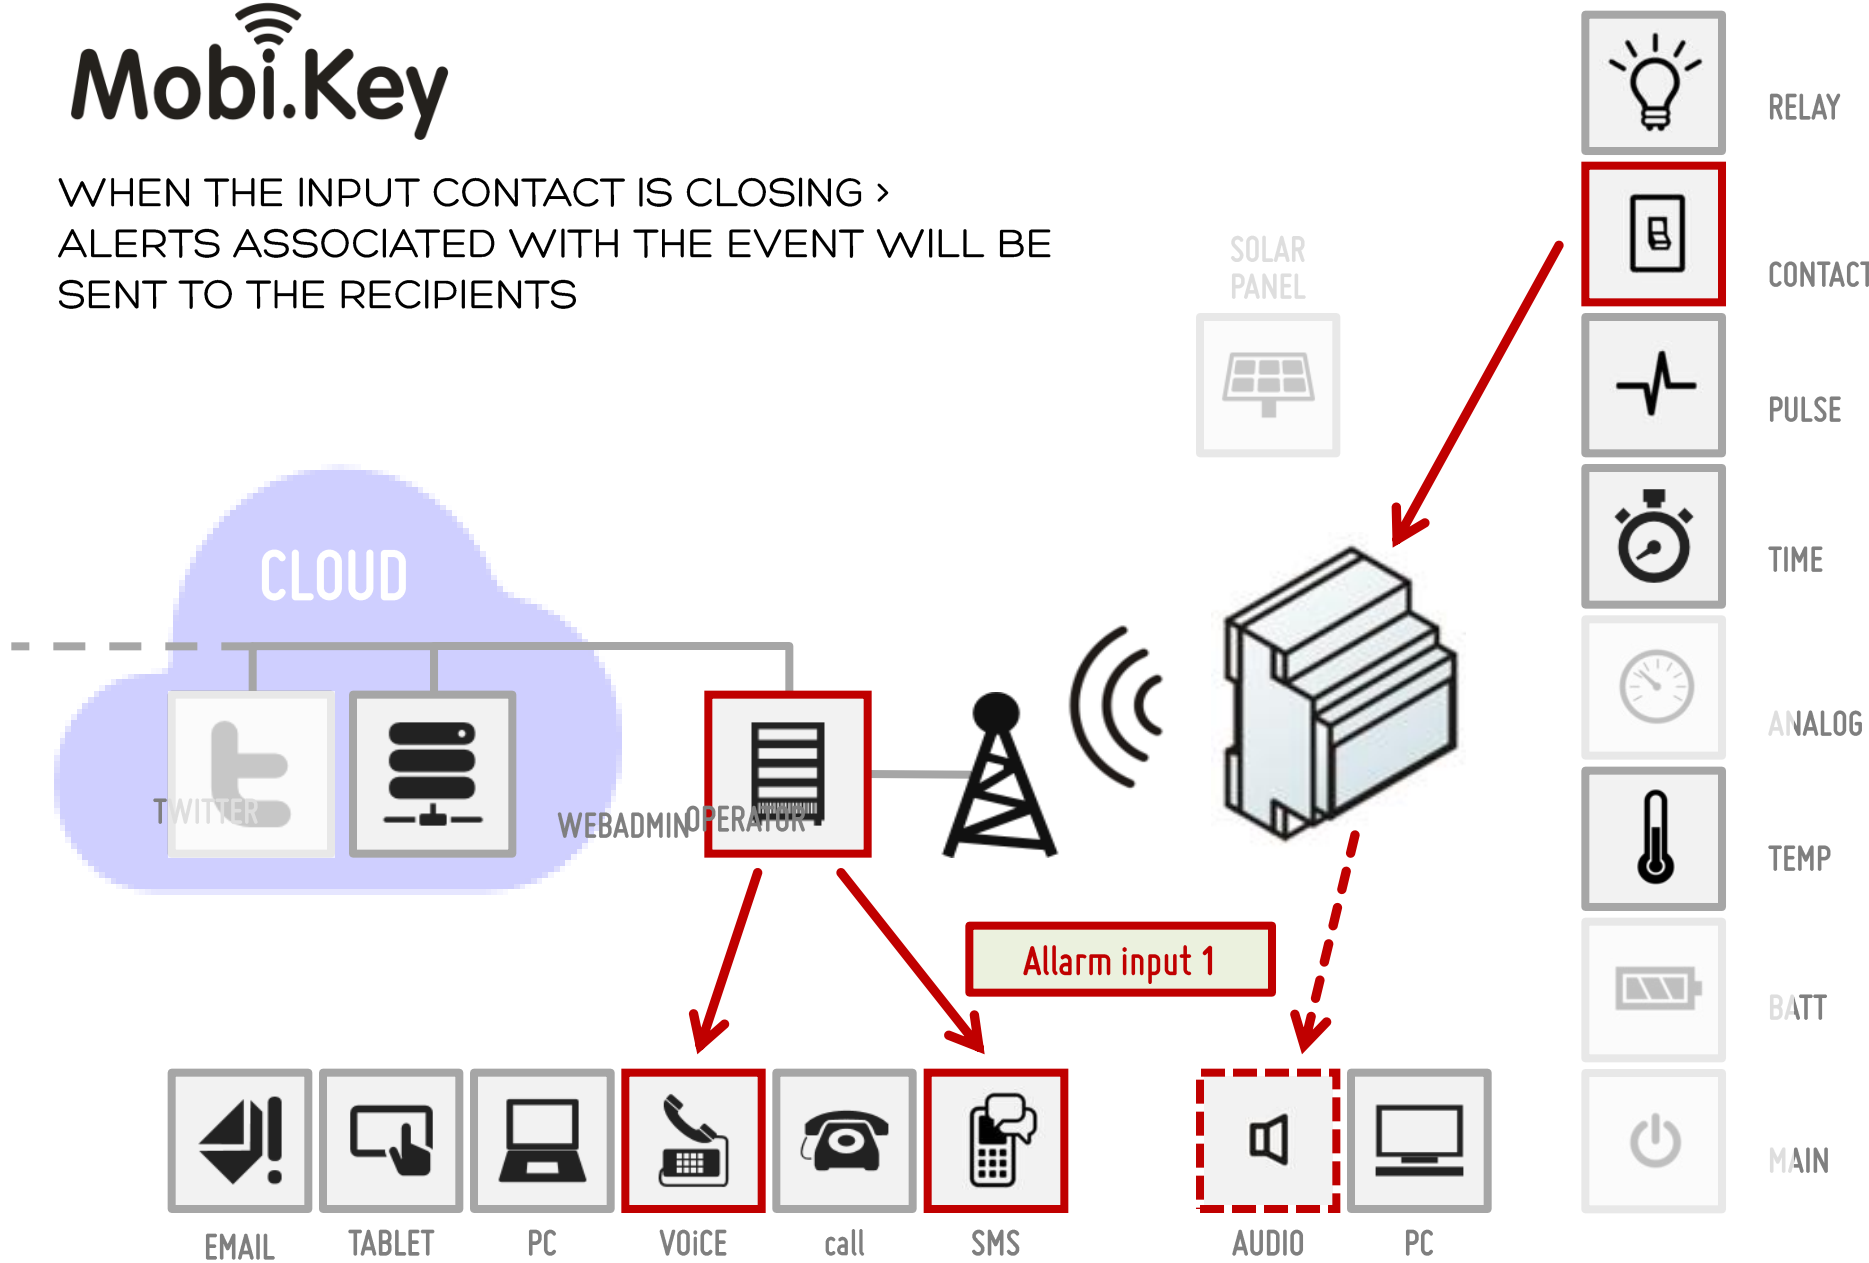 Mobi.Key
WHEN THE INPUT CONTACT IS CLOSING >
ALERTS ASSOCIATED WITH THE EVENT WILL BE
SENT TO THE RECIPIENTS
RELAY
CONTACT
SOLAR
PANEL
PULSE
TIME
CLOUD
ANALOG
TWITTER
WEBADMIN
OPERATOR
TEMP
Allarm input 1
BATT
MAIN
EMAIL
TABLET
PC
VOiCE
call
SMS
AUDIO
PC